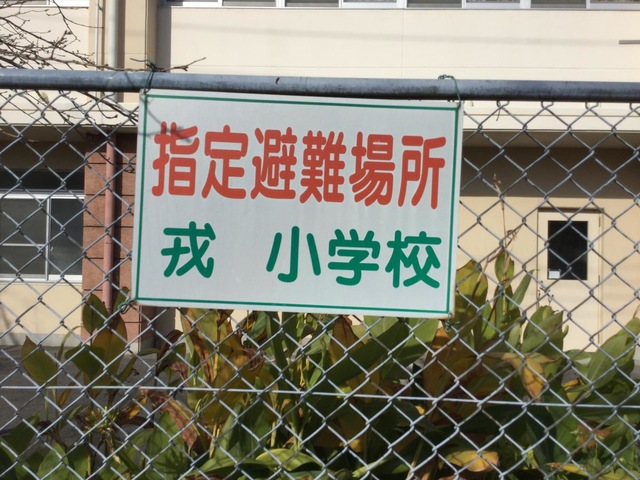 指定避難場所
戎　小学校